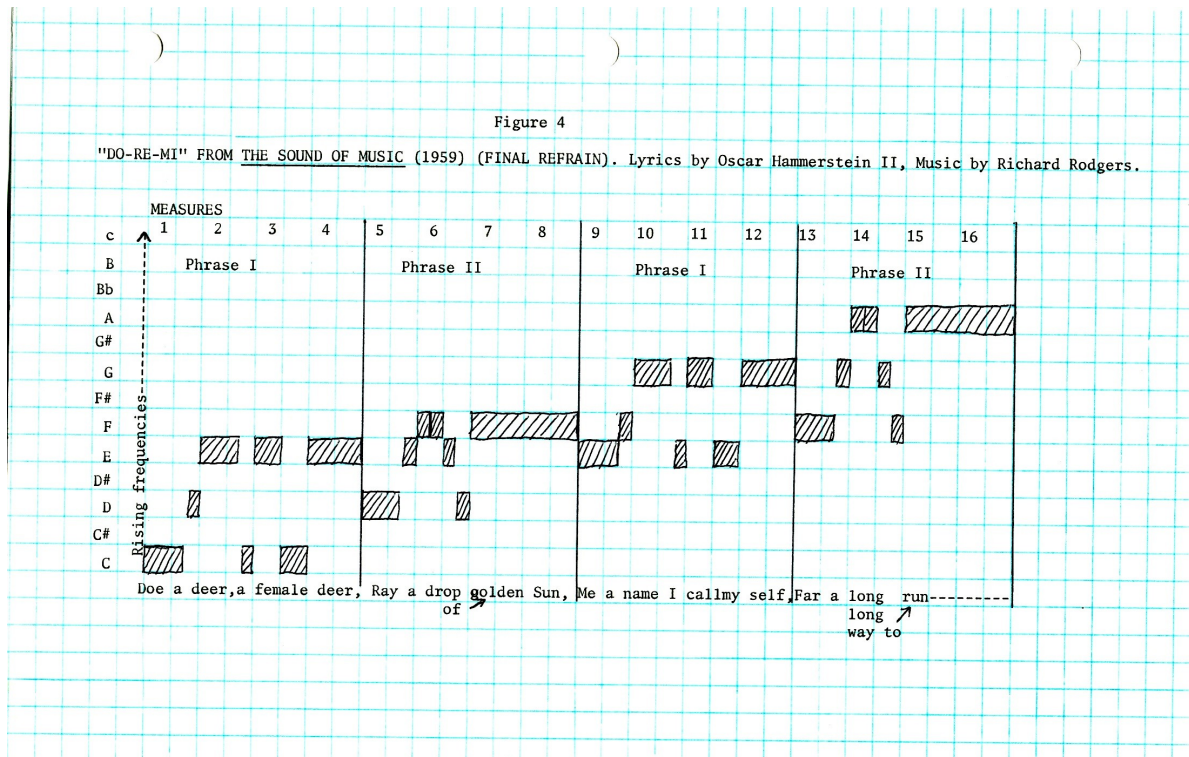 Figure 4
"DO-RE-MI" FROM THE SOUND OF MUSIC (1959) (FINAL REFRAIN). Lyrics by Oscar Hammerstein II, Music by Richard Rodgers.
MEASURES
1 2 3 4 5 6 7 8 9 10 11 12 13 14 15 16
c
B
Phrase I Phrase II Phrase I Phrase II
Bb
A
G#
G
F#
F
E
D#
D
C#
C
Rising frequencies
Doe a deer,a female deer, Ray a drop golden Sun, Me a name I callmy self,Far a long run---------
of long
way to